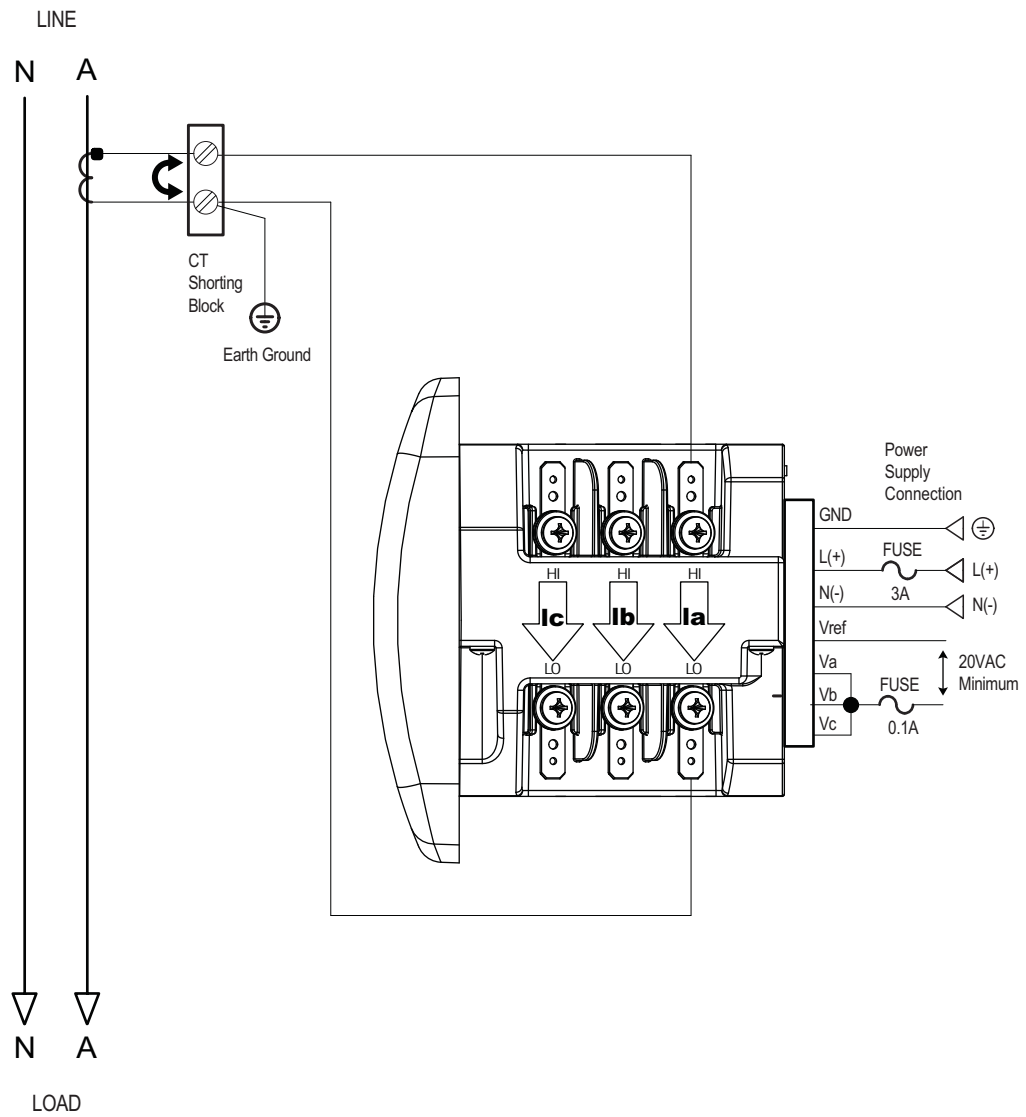 LINE
N A
CT
Shorting
Block
Earth Ground
Power
Supply
Connection
GND
L(+) FUSE L(+)
3A
N(-) N(-)
Vref
Va
Vb
Vc
FUSE
0.1A
20VAC
Minimum
HI HI HI
Ic Ib Ia
LO LO LO
N A
LOAD